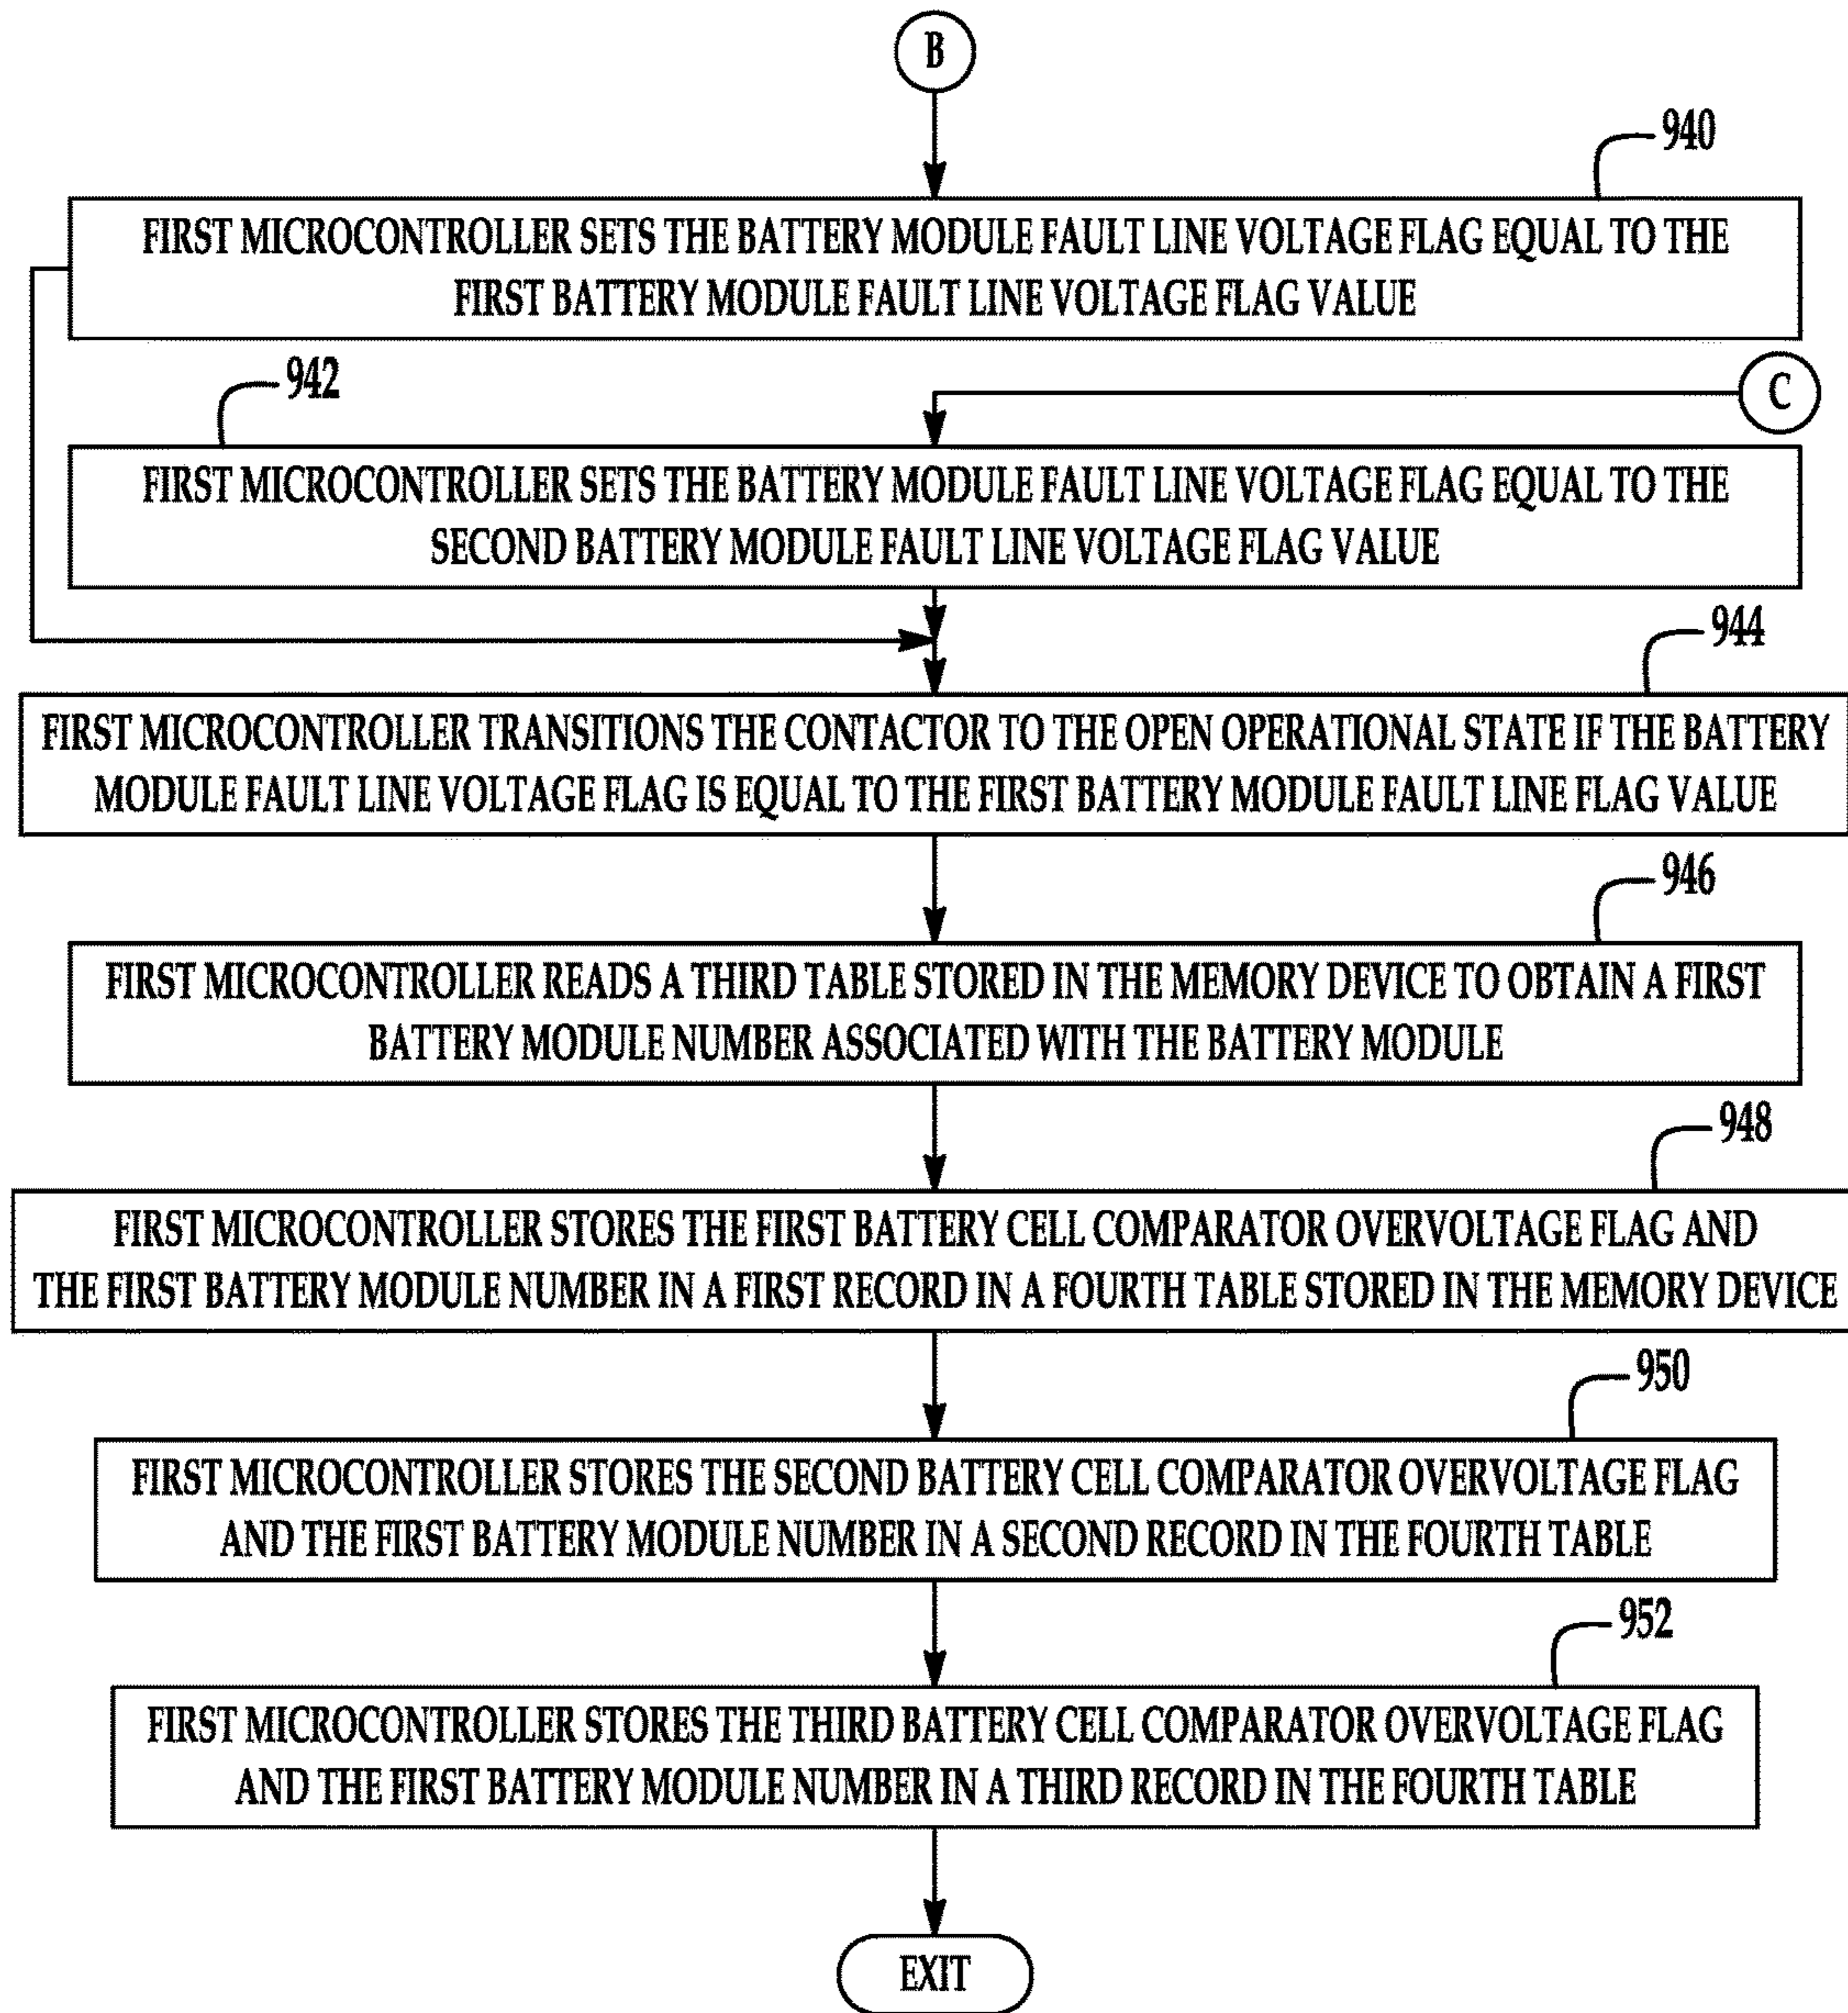 B
940
FIRST MICROCONTROLLER SETS THE BATTERY MODULE FAULT LINE VOLTAGE FLAG EQUAL TO THE
FIRST BATTERY MODULE FAULT LINE VOLTAGE FLAG VALUE
942
C
FIRST MICROCONTROLLER SETS THE BATTERY MODULE FAULT LINE VOLTAGE FLAG EQUAL TO THE
SECOND BATTERY MODULE FAULT LINE VOLTAGE FLAG VALUE
944
FIRST MICROCONTROLLER TRANSITIONS THE CONTACTOR TO THE OPEN OPERATIONAL STATE IF THE BATTERY
MODULE FAULT LINE VOLTAGE FLAG IS EQUAL TO THE FIRST BATTERY MODULE FAULT LINE FLAG VALUE
946
FIRST MICROCONTROLLER READS A THIRD TABLE STORED IN THE MEMORY DEVICE TO OBTAIN A FIRST
BATTERY MODULE NUMBER ASSOCIATED WITH THE BATTERY MODULE
948
FIRST MICROCONTROLLER STORES THE FIRST BATTERY CELL COMPARATOR OVERVOLTAGE FLAG AND
THE FIRST BATTERY MODULE NUMBER IN A FIRST RECORD IN A FOURTH TABLE STORED IN THE MEMORY DEVICE
950
FIRST MICROCONTROLLER STORES THE SECOND BATTERY CELL COMPARATOR OVERVOLTAGE FLAG
AND THE FIRST BATTERY MODULE NUMBER IN A SECOND RECORD IN THE FOURTH TABLE
952
FIRST MICROCONTROLLER STORES THE THIRD BATTERY CELL COMPARATOR OVERVOLTAGE FLAG
AND THE FIRST BATTERY MODULE NUMBER IN A THIRD RECORD IN THE FOURTH TABLE
EXIT